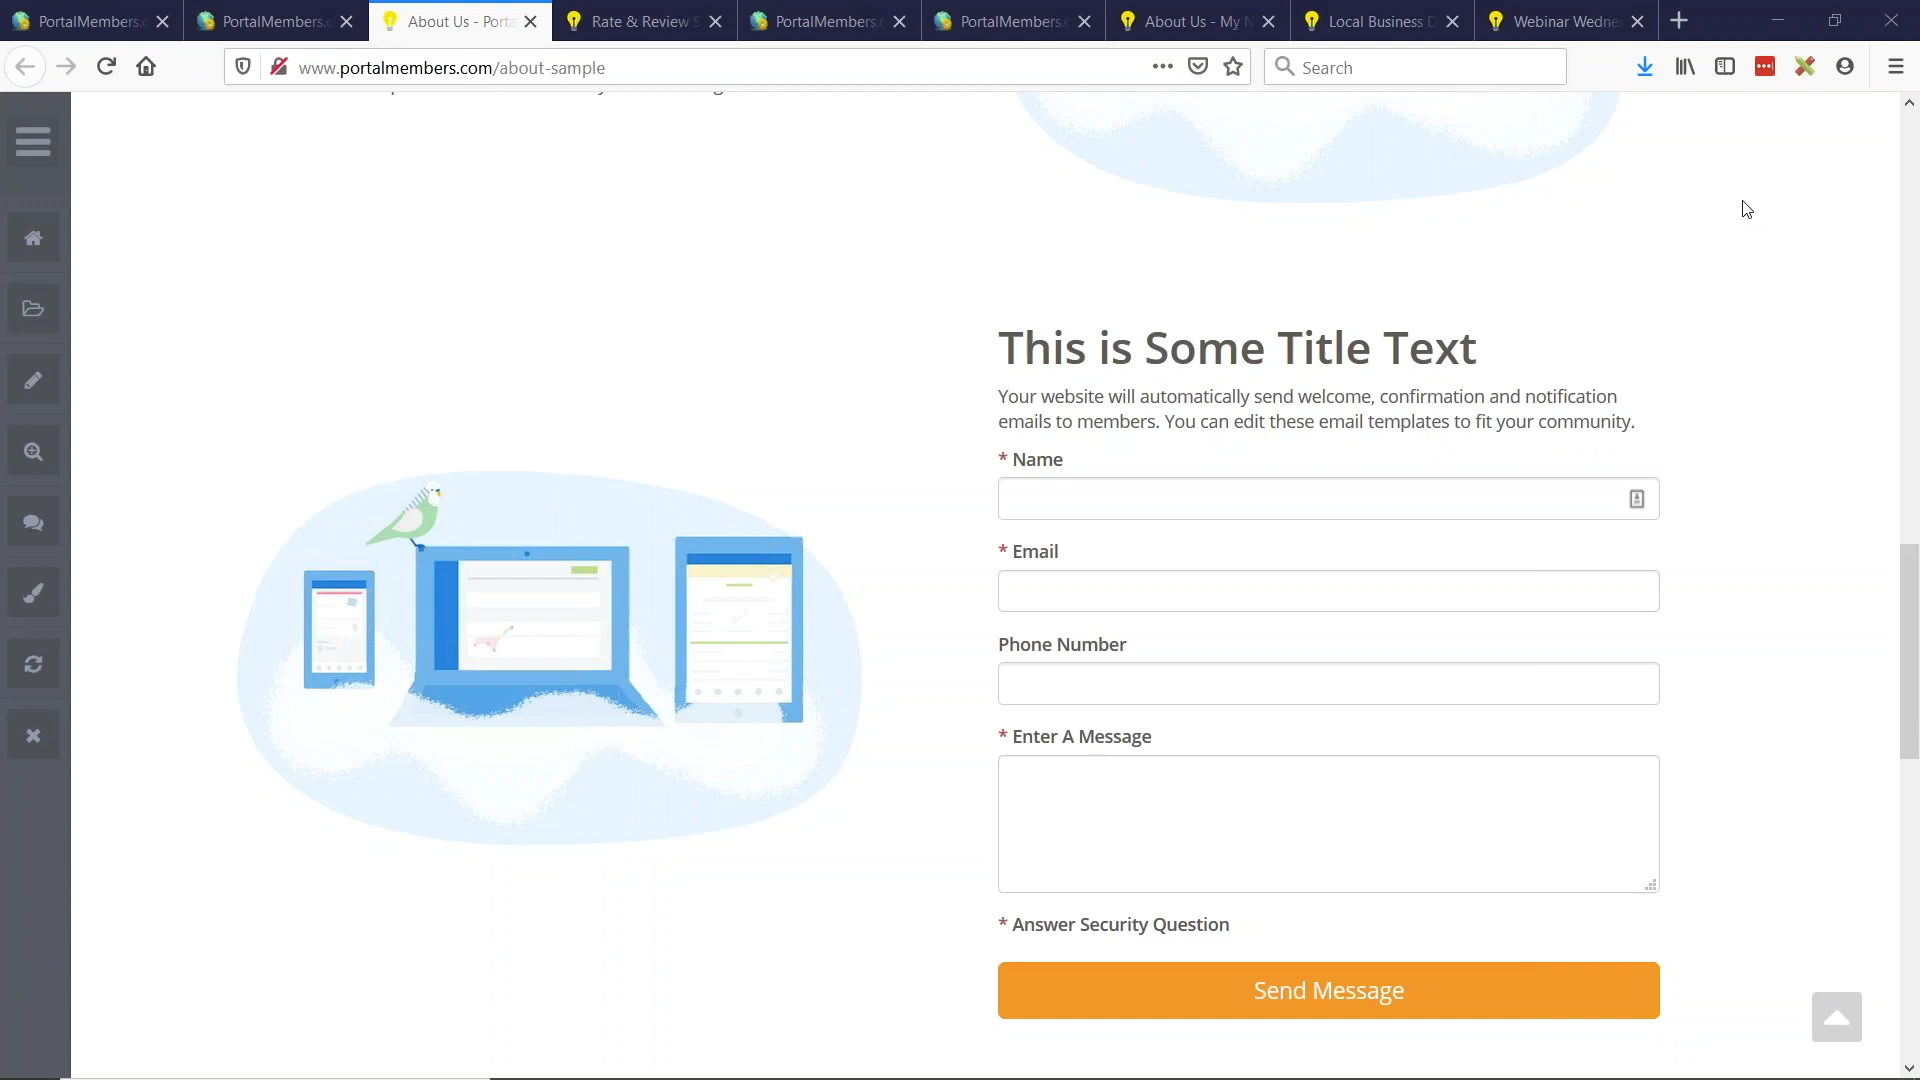 PortalMembers.
PortalMembers.
About Us - Porta
Rate & Review S
PortalMembers.
PortalMembers.
About Us - My N
Local Business D
Webinar Wednes
www.portalmembers.com/about-sample
Search
This is Some Title Text
Your website will automatically send welcome, confirmation and notification
emails to members. You can edit these email templates to fit your community.
* Name
* Email
Phone Number
* Enter A Message
* Answer Security Question
Send Message